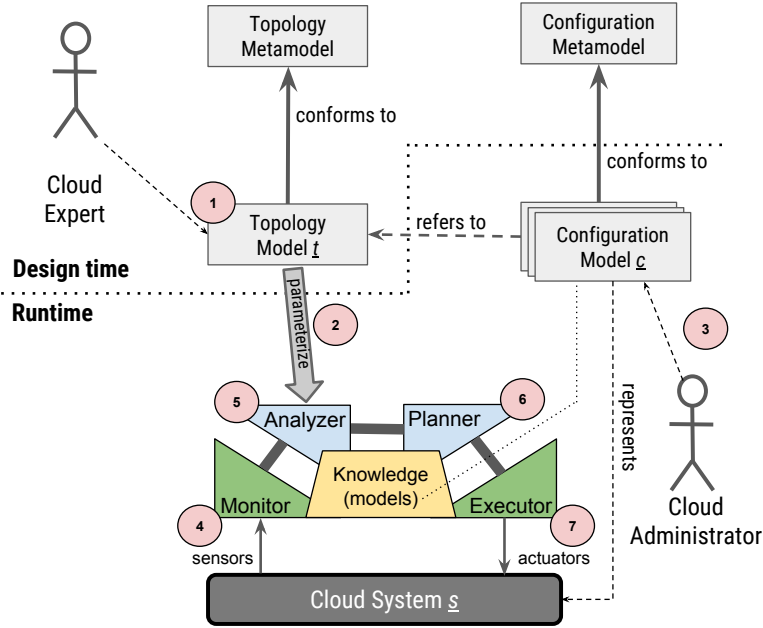 Topology
Metamodel
Configuration
Metamodel
conforms to
conforms to
Cloud
Expert
1
Topology
Model t
refers to
Configuration
Model c
Design time
Runtime
parameterize
2
3
represents
5
Analyzer
Planner
6
Knowledge
(models)
Monitor
Executor
4
7
sensors
actuators
Cloud
Administrator
Cloud System s